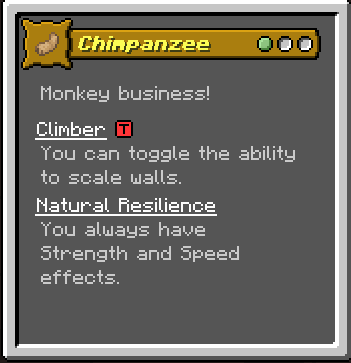 Chimpanzee
Monkey business!
Climber T
You can toggle the ability
to scale walls.
Natural Resilience
You always have
Strength and Speed
effects.